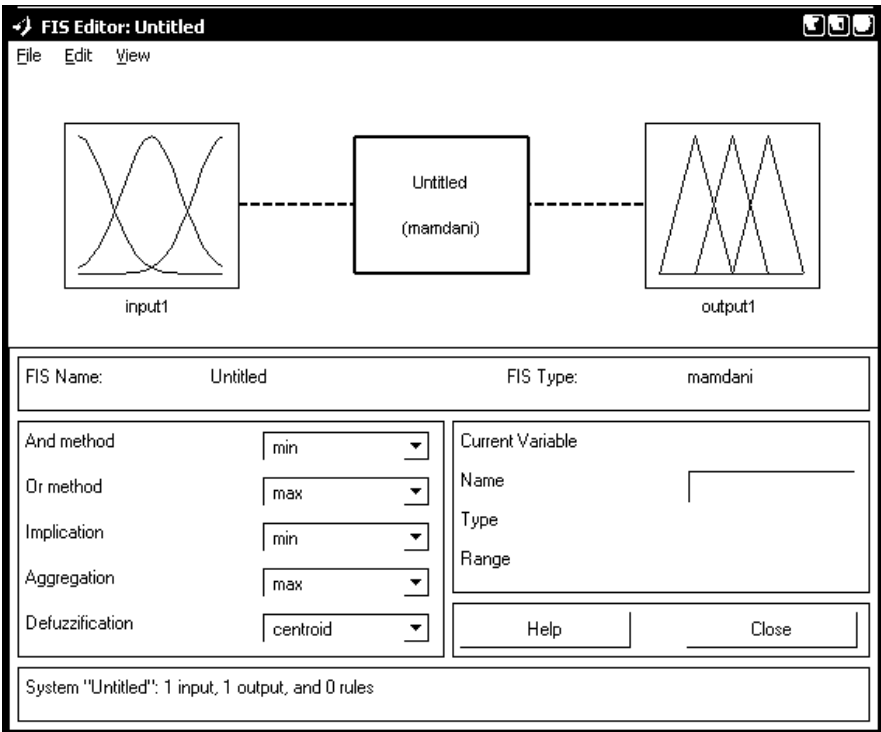 FIS Editor: Untitled
File Edit View
Untitled
(mamdani)
input1
output1
FIS Name: Untitled FIS Type: mamdani
And method min
Or method max
Implication min
Aggregation max
Defuzzification centroid
Current Variable
Name
Type
Range
Help Close
System "Untitled": 1 input, 1 output, and 0 rules